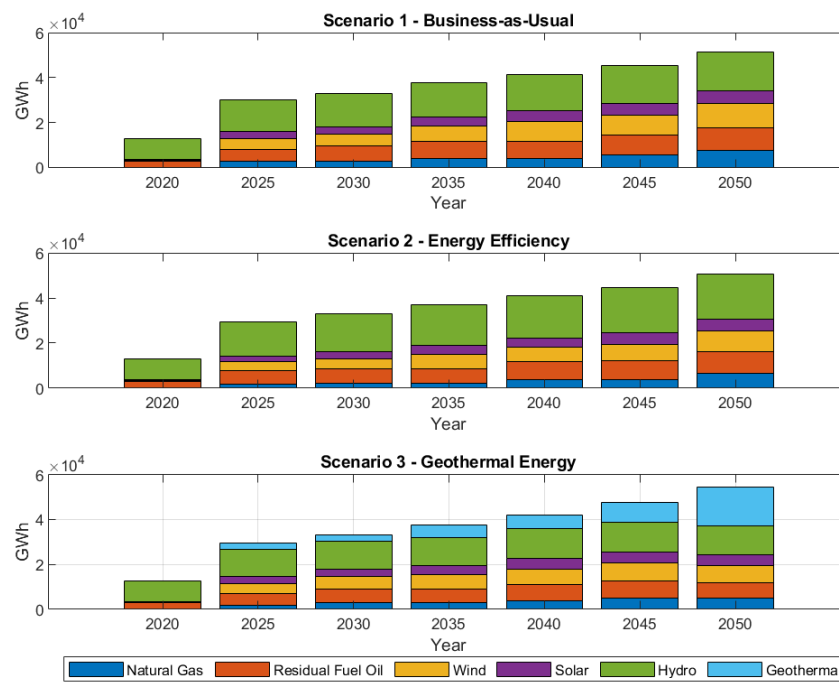 Scenario 1 - Business-as-Usual
×10^4
6
4
2
0
GWh
2020 2025 2030 2035 2040 2045 2050
Year
Scenario 2 - Energy Efficiency
×10^4
6
4
2
0
GWh
2020 2025 2030 2035 2040 2045 2050
Year
Scenario 3 - Geothermal Energy
×10^4
6
4
2
0
GWh
2020 2025 2030 2035 2040 2045 2050
Year
Natural Gas Residual Fuel Oil Wind Solar Hydro Geotherma